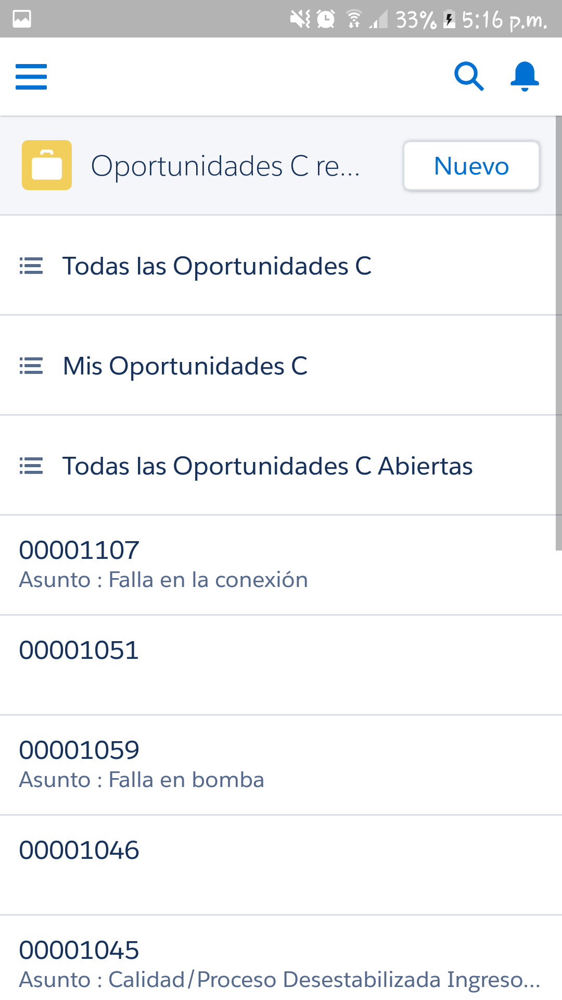 33% 5:16 p.m.
Oportunidades C re...
Nuevo
Todas las Oportunidades C
Mis Oportunidades C
Todas las Oportunidades C Abiertas
00001107
Asunto : Falla en la conexión
00001051
00001059
Asunto : Falla en bomba
00001046
00001045
Asunto : Calidad/Proceso Desestabilizada Ingreso...